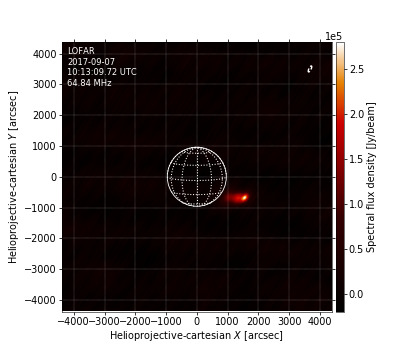 LOFAR
2017-09-07
10:13:09.72 UTC
64.84 MHz
1e5
4000
3000
2000
1000
0
−1000
−2000
−3000
−4000
Helioprojective-cartesian Y [arcsec]
−4000−3000−2000−1000 0 1000 2000 3000 4000
Helioprojective-cartesian X [arcsec]
2.5
2.0
1.5
1.0
0.5
0.0
Spectral flux density [Jy/beam]